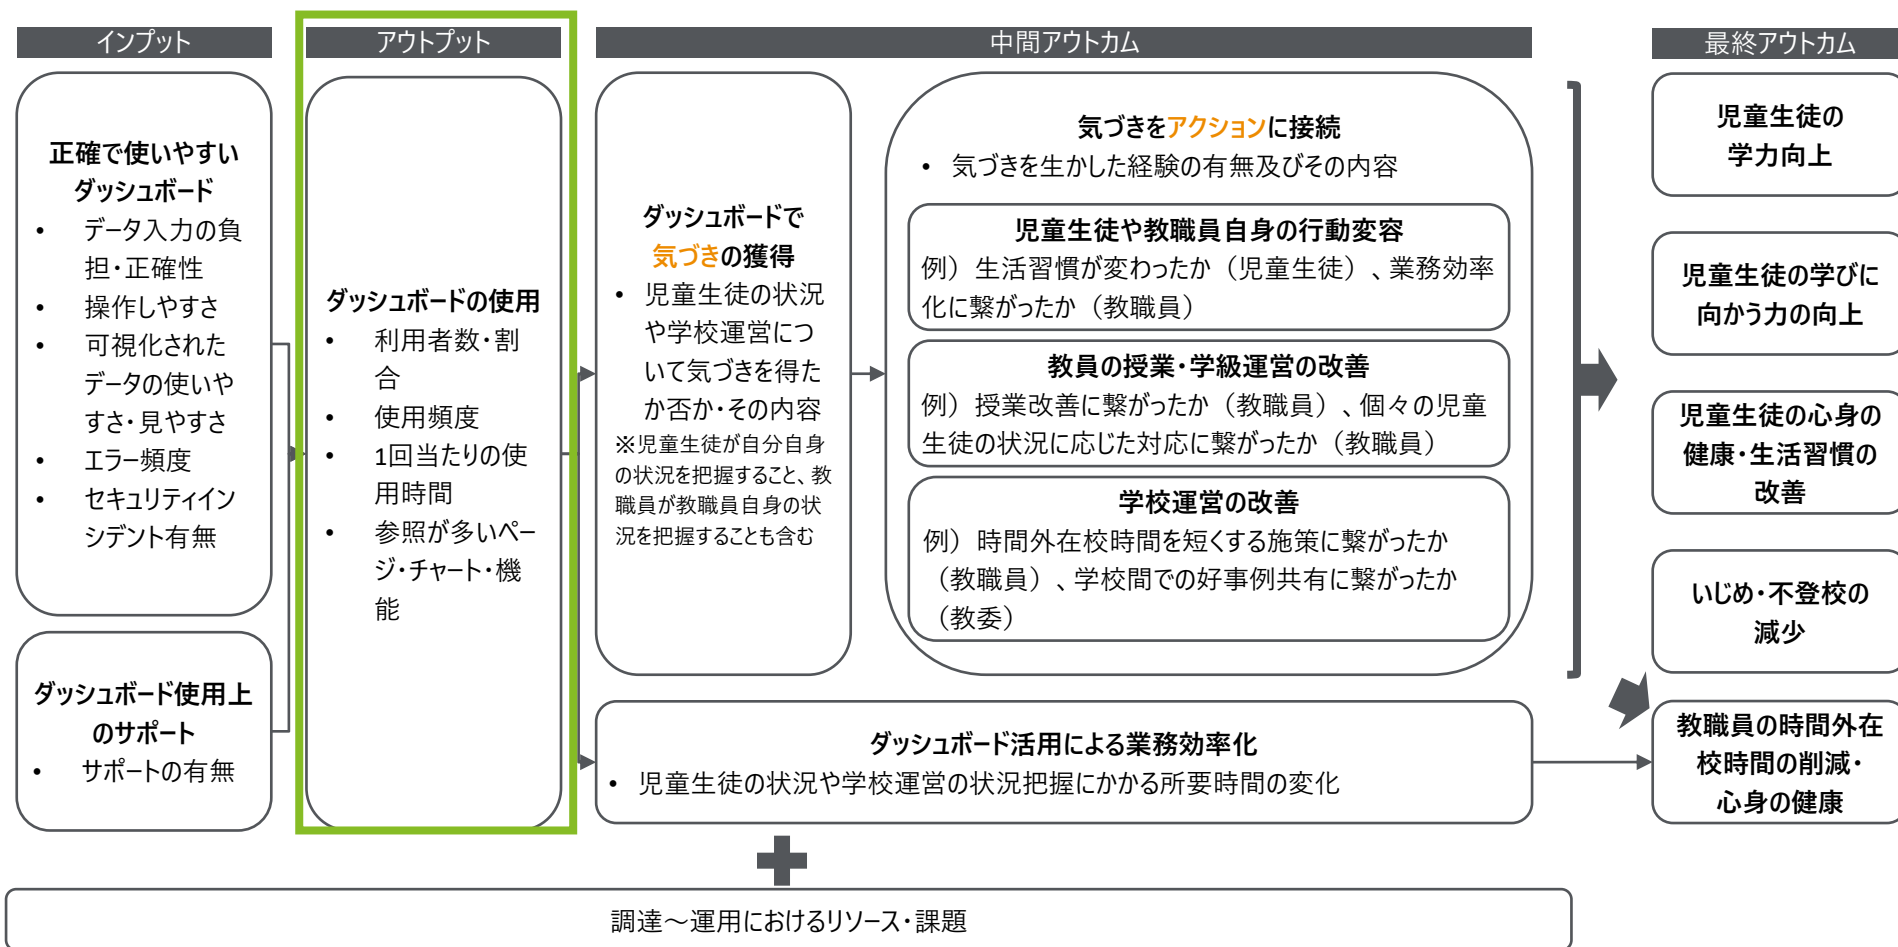 インプット
正確で使いやすい
ダッシュボード
• データ入力の負
担・正確性
• 操作しやすさ
• 可視化された
データの使いや
すさ・見やすさ
• エラー頻度
• セキュリティイン
シデント有無
ダッシュボード使用上
のサポート
• サポートの有無
アウトプット
ダッシュボードの使用
• 利用者数・割
合
• 使用頻度
• 1回当たりの使
用時間
• 参照が多いペー
ジ・チャート・機
能
中間アウトカム
ダッシュボードで
気づきの獲得
• 児童生徒の状況
や学校運営につ
いて気づきを得た
か否か・その内容
※児童生徒が自分自身
の状況を把握すること、教
職員が教職員自身の状
況を把握することも含む
気づきをアクションに接続
• 気づきを生かした経験の有無及びその内容
児童生徒や教職員自身の行動変容
例）生活習慣が変わったか（児童生徒）、業務効率
化に繋がったか（教職員）
教員の授業・学級運営の改善
例）授業改善に繋がったか（教職員）、個々の児童
生徒の状況に応じた対応に繋がったか（教職員）
学校運営の改善
例）時間外在校時間を短くする施策に繋がったか
（教職員）、学校間での好事例共有に繋がったか
（教委）
ダッシュボード活用による業務効率化
• 児童生徒の状況や学校運営の状況把握にかかる所要時間の変化
最終アウトカム
児童生徒の
学力向上
児童生徒の学びに
向かう力の向上
児童生徒の心身の
健康・生活習慣の
改善
いじめ・不登校の
減少
教職員の時間外在
校時間の削減・
心身の健康
調達～運用におけるリソース・課題